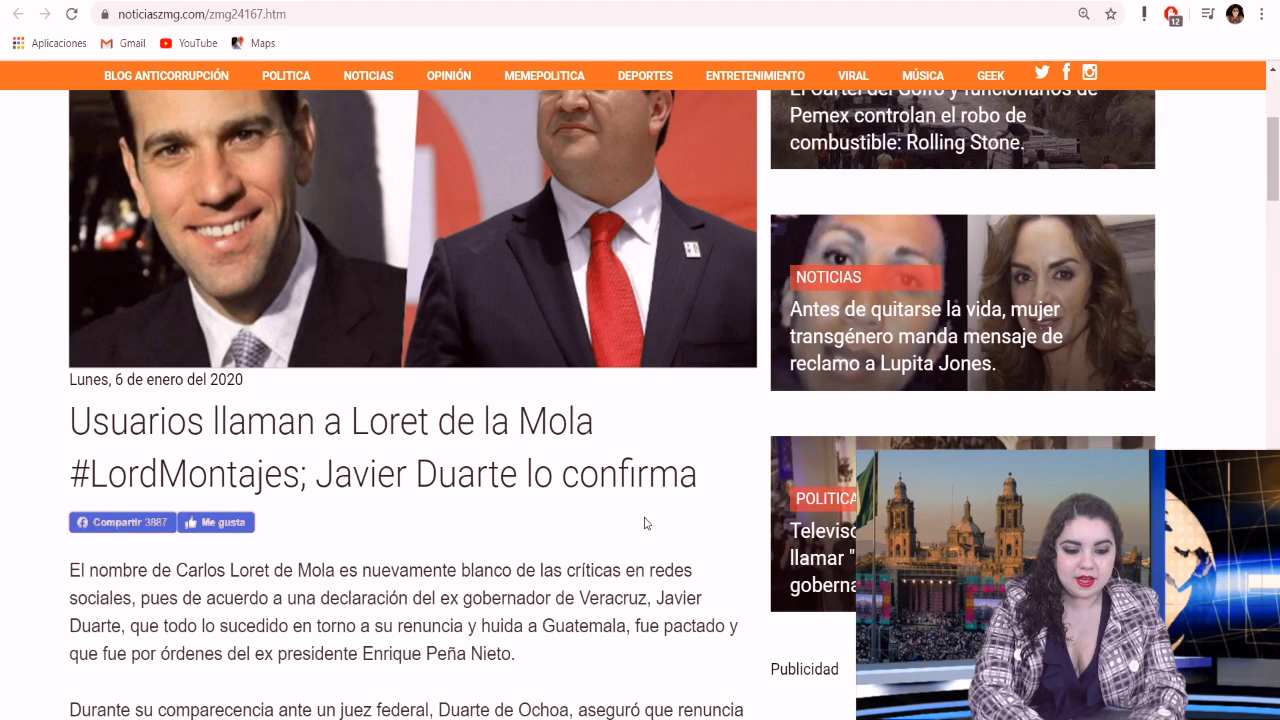 noticiaszmg.com/zmg24167.htm
12
Aplicaciones
Gmail
YouTube
Maps
BLOG ANTICORRUPCIÓN
POLITICA
NOTICIAS
OPINIÓN
MEMEPOLITICA
DEPORTES
ENTRETENIMIENTO
VIRAL
MÚSICA
GEEK
Lunes, 6 de enero del 2020
Usuarios llaman a Loret de la Mola
#LordMontajes; Javier Duarte lo confirma
Compartir 3887
Me gusta
El nombre de Carlos Loret de Mola es nuevamente blanco de las críticas en redes
sociales, pues de acuerdo a una declaración del ex gobernador de Veracruz, Javier
Duarte, que todo lo sucedido en torno a su renuncia y huida a Guatemala, fue pactado y
que fue por órdenes del ex presidente Enrique Peña Nieto.
Durante su comparecencia ante un juez federal, Duarte de Ochoa, aseguró que renuncia
El Cártel del Golfo y funcionarios de
Pemex controlan el robo de
combustible: Rolling Stone.
NOTICIAS
Antes de quitarse la vida, mujer
transgénero manda mensaje de
reclamo a Lupita Jones.
POLITICA
llamar "
Publicidad